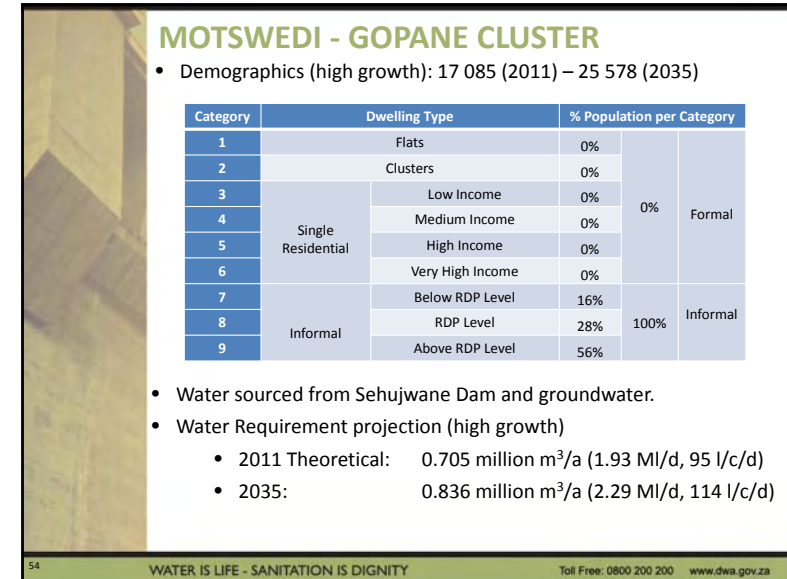 MOTSWEDI - GOPANE CLUSTER
• Demographics (high growth): 17 085 (2011) – 25 578 (2035)
Category Dwelling Type % Population per Category
1 Flats 0%
2 Clusters 0%
3 Single Residential Low Income 0% 0% Formal
4 Medium Income 0%
5 High Income 0%
6 Very High Income 0%
7 Informal Below RDP Level 16% 100% Informal
8 RDP Level 28%
9 Above RDP Level 56%
• Water sourced from Sehujwane Dam and groundwater.
• Water Requirement projection (high growth)
• 2011 Theoretical: 0.705 million m³/a (1.93 Ml/d, 95 l/c/d)
• 2035: 0.836 million m³/a (2.29 Ml/d, 114 l/c/d)
54 WATER IS LIFE - SANITATION IS DIGNITY Toll Free: 0800 200 200 www.dwa.gov.za